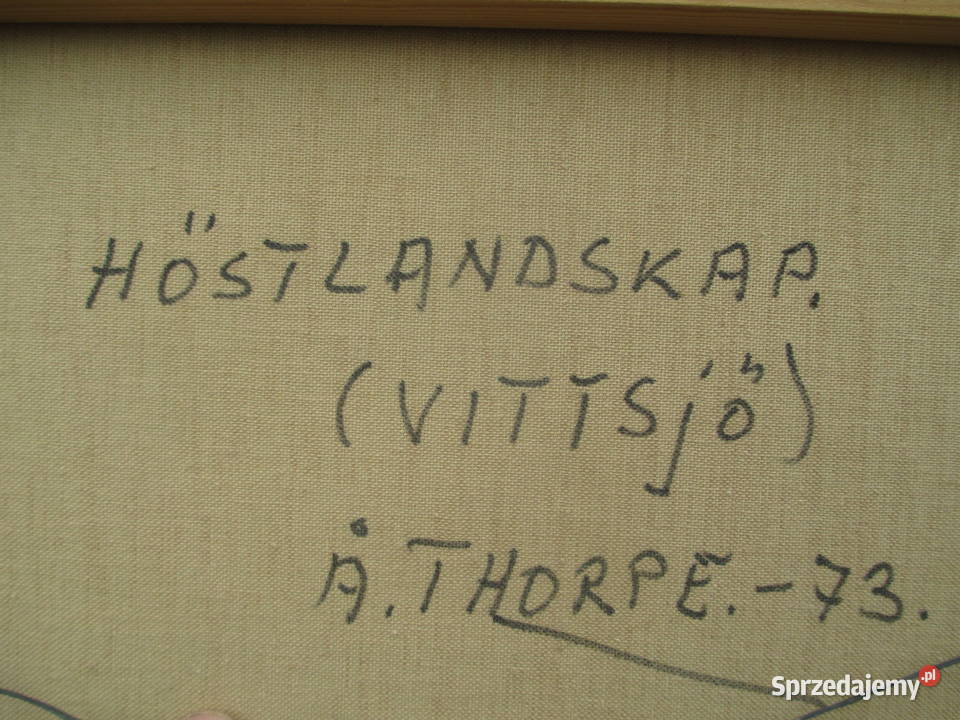 HÖSTLANDSKAP.
(VITTSjÖ)
Å. THORPE. - 73.
Sprzedajemy.pl